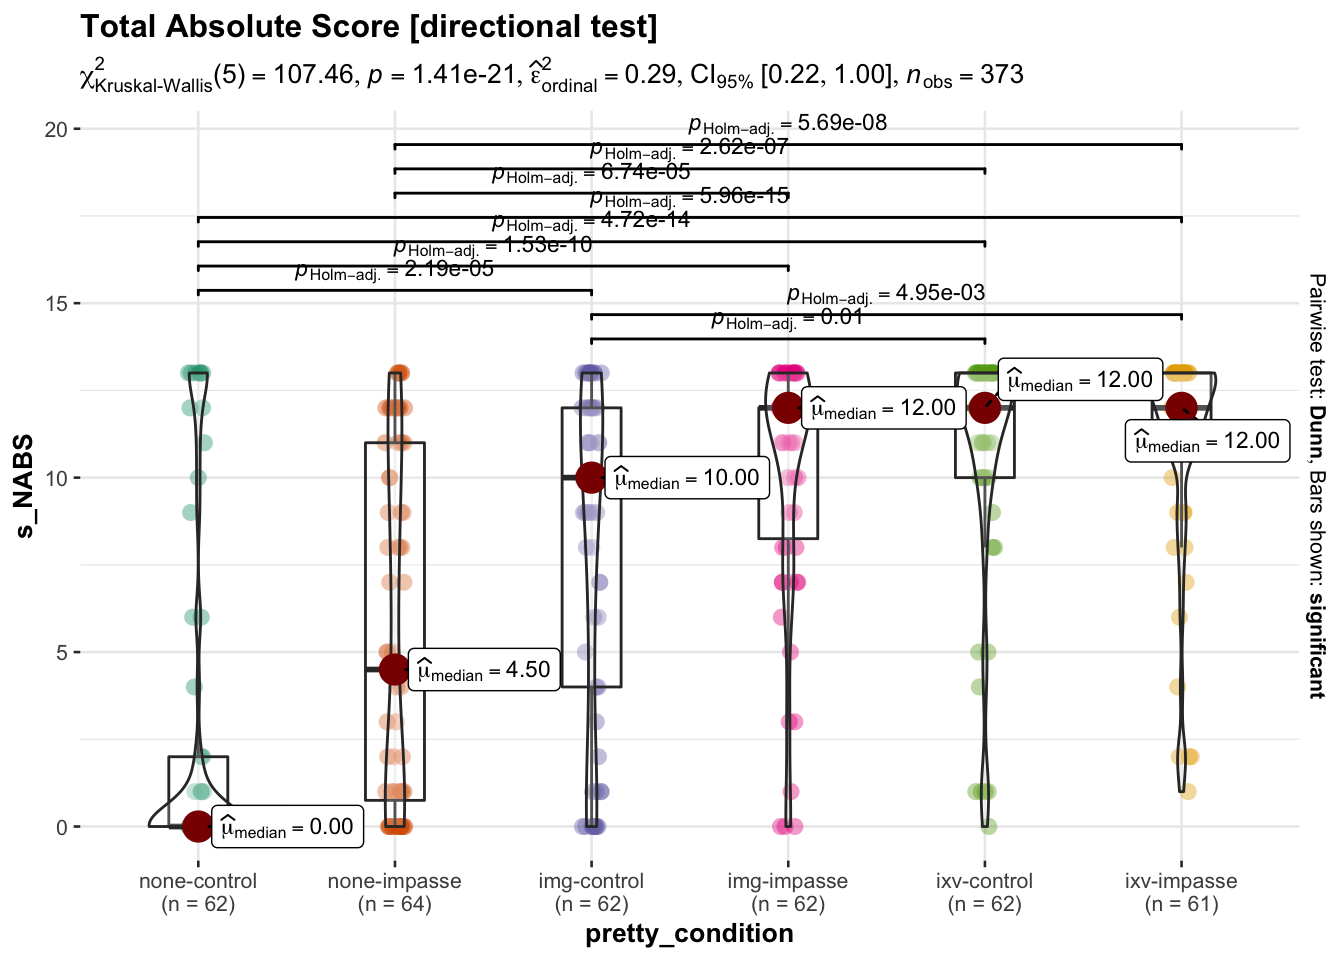 Total Absolute Score [directional test]
χ²Kruskal-Wallis(5) = 107.46, p = 1.41e-21, ε̂²ordinal = 0.29, CI95% [0.22, 1.00], nobs = 373
20
15
10
5
0
s_NABS
pHolm−adj. = 5.69e-08
pHolm−adj. = 2.62e-07
pHolm−adj. = 6.74e-05
pHolm−adj. = 5.96e-15
pHolm−adj. = 4.72e-14
pHolm−adj. = 1.53e-10
pHolm−adj. = 2.19e-05
pHolm−adj. = 4.95e-03
pHolm−adj. = 0.01
μ̂median = 0.00
μ̂median = 4.50
μ̂median = 10.00
μ̂median = 12.00
μ̂median = 12.00
μ̂median = 12.00
none-control
(n = 62)
none-impasse
(n = 64)
img-control
(n = 62)
img-impasse
(n = 62)
ixv-control
(n = 62)
ixv-impasse
(n = 61)
pretty_condition
Pairwise test: Dunn, Bars shown: significant